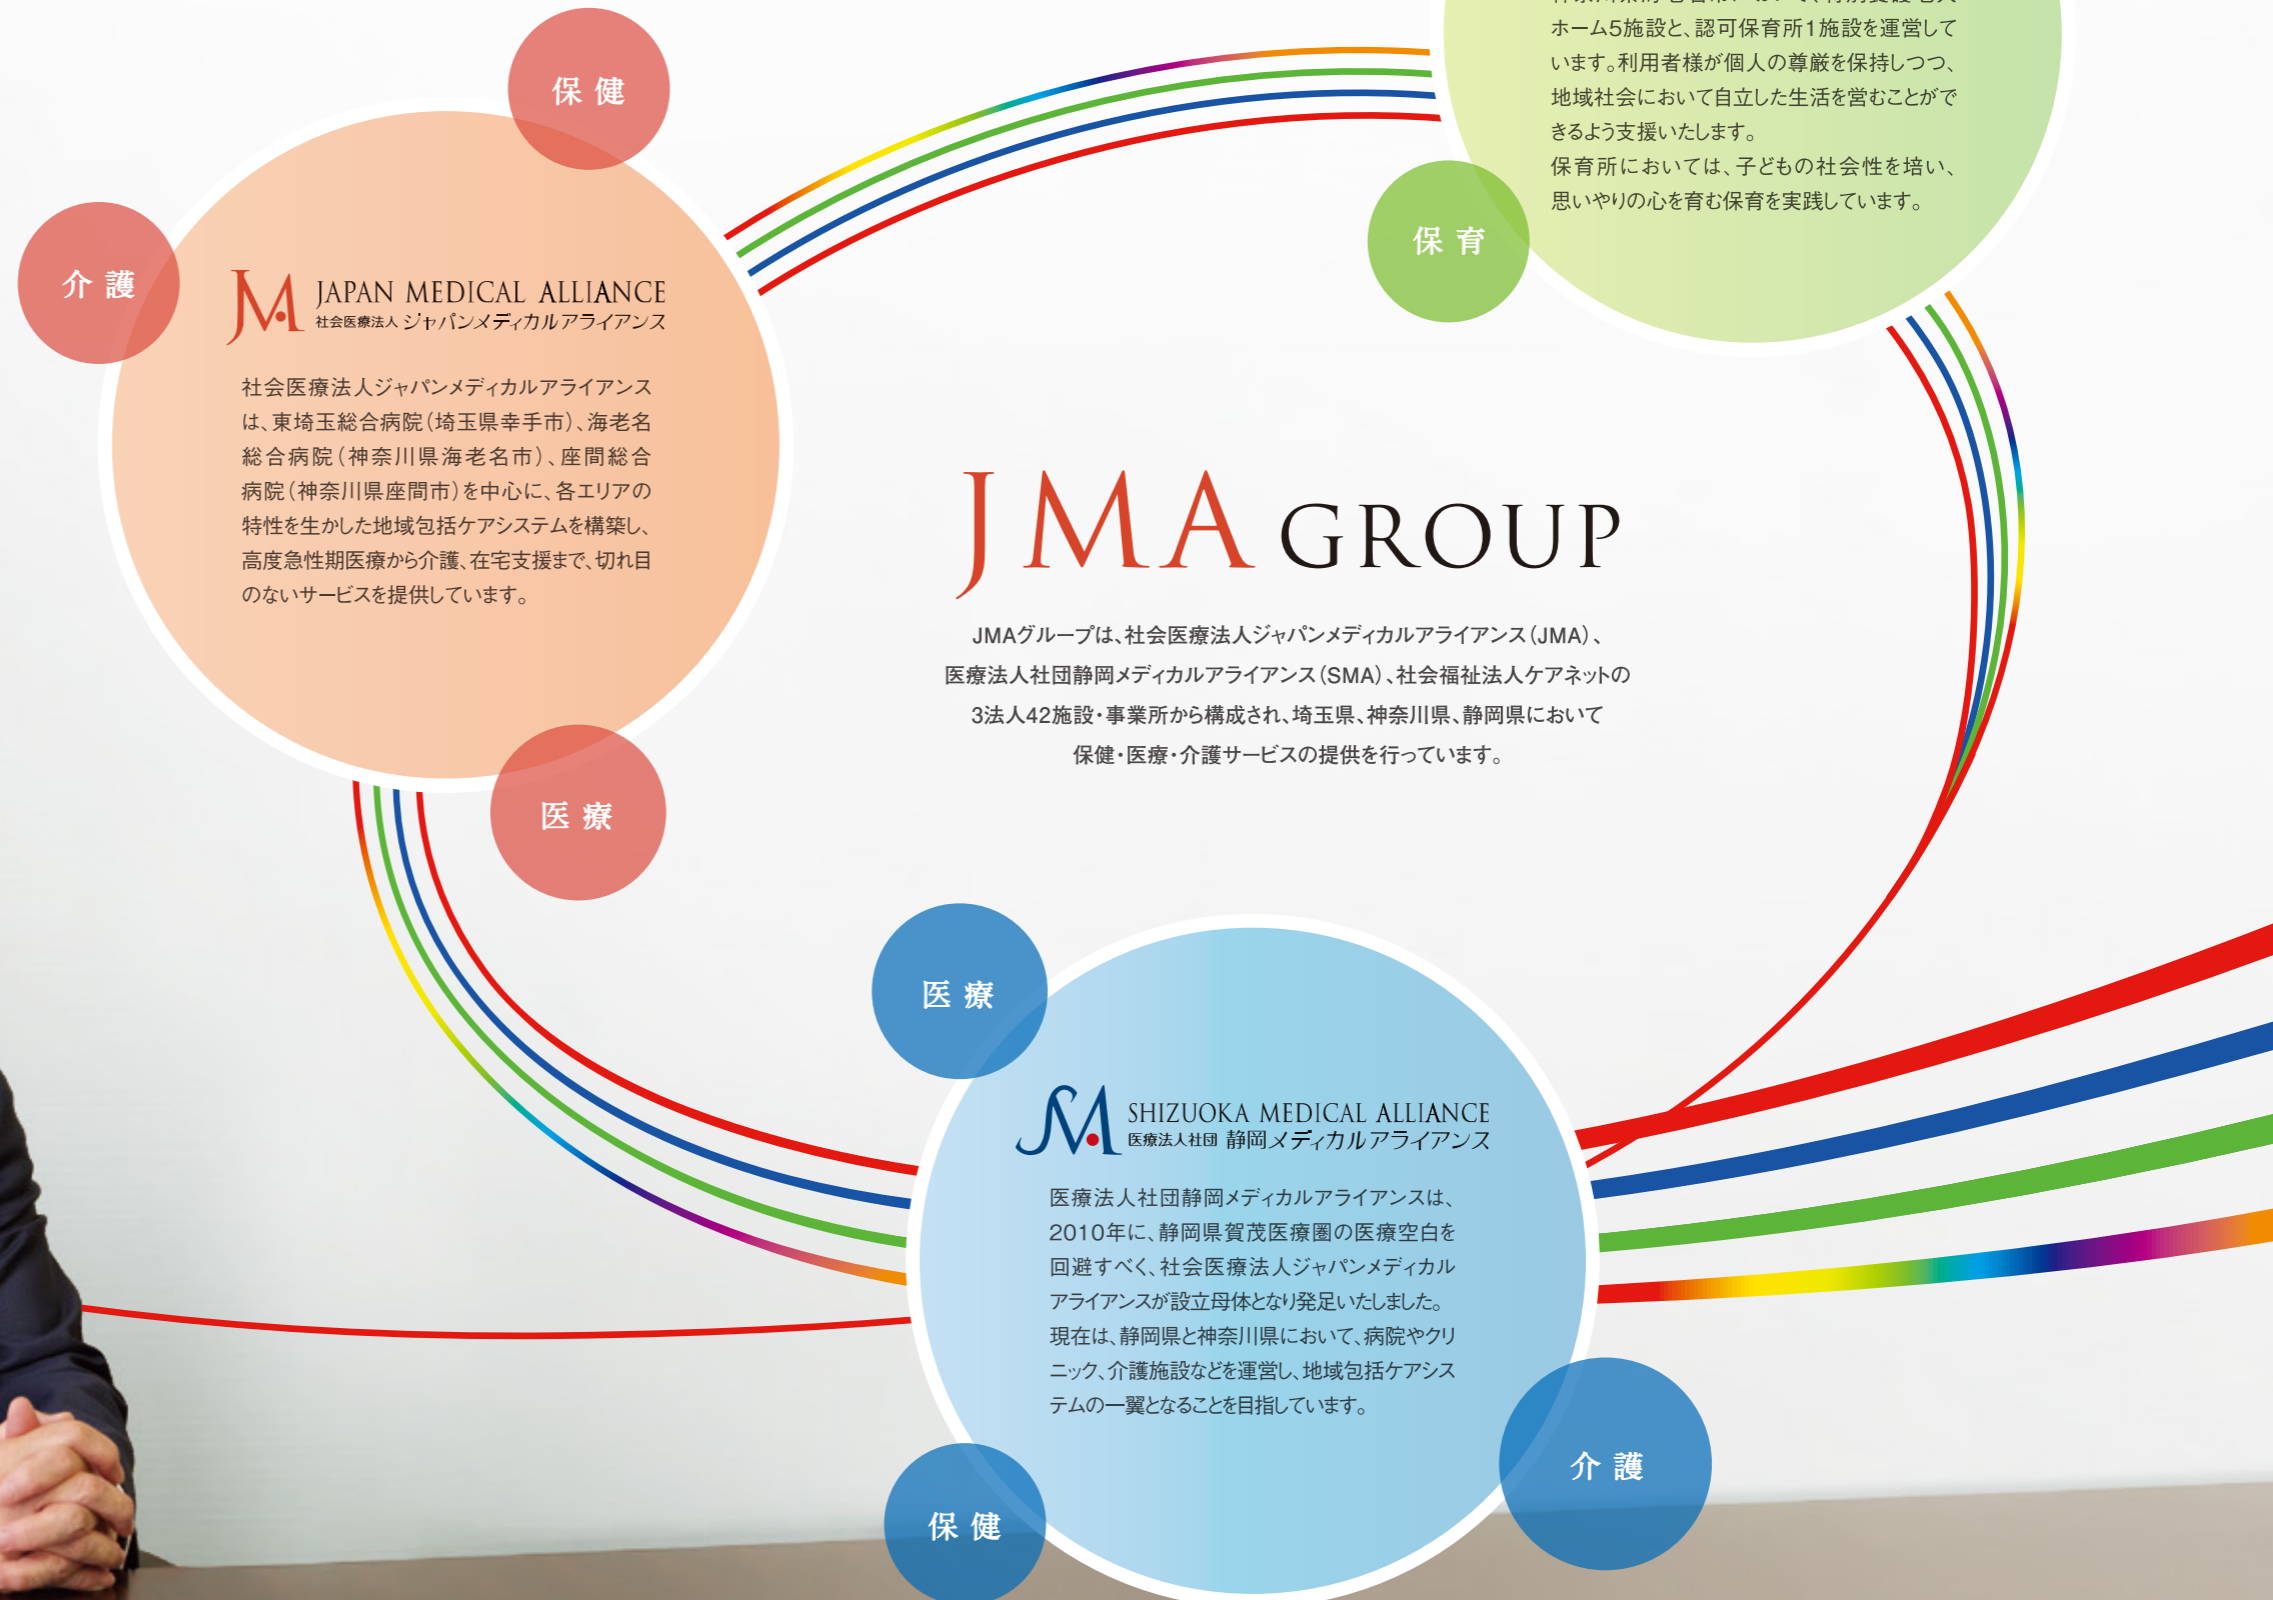 保健
介護
JAPAN MEDICAL ALLIANCE
社会医療法人 ジャパンメディカルアライアンス
社会医療法人ジャパンメディカルアライアンス
は、東埼玉総合病院（埼玉県幸手市）、海老名
総合病院（神奈川県海老名市）、座間総合
病院（神奈川県座間市）を中心に、各エリアの
特性を生かした地域包括ケアシステムを構築し、
高度急性期医療から介護、在宅支援まで、切れ目
のないサービスを提供しています。
医療
ホーム5施設と、認可保育所1施設を運営して
います。利用者様が個人の尊厳を保持しつつ、
地域社会において自立した生活を営むことがで
きるよう支援いたします。
保育所においては、子どもの社会性を培い、
思いやりの心を育む保育を実践しています。
保育
JMA GROUP
JMAグループは、社会医療法人ジャパンメディカルアライアンス（JMA）、
医療法人社団静岡メディカルアライアンス（SMA）、社会福祉法人ケアネットの
3法人42施設・事業所から構成され、埼玉県、神奈川県、静岡県において
保健・医療・介護サービスの提供を行っています。
医療
SHIZUOKA MEDICAL ALLIANCE
医療法人社団 静岡メディカルアライアンス
医療法人社団静岡メディカルアライアンスは、
2010年に、静岡県賀茂医療圏の医療空白を
回避すべく、社会医療法人ジャパンメディカル
アライアンスが設立母体となり発足いたしました。
現在は、静岡県と神奈川県において、病院やクリ
ニック、介護施設などを運営し、地域包括ケアシス
テムの一翼となることを目指しています。
介護
保健